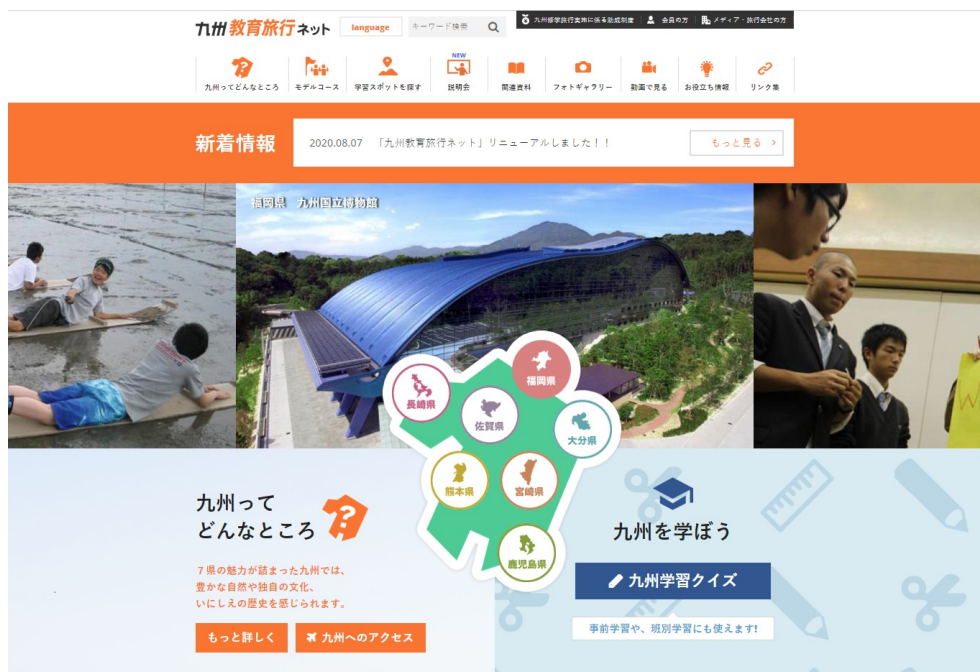 九州教育旅行ネット
language
キーワード検索
九州修学旅行実施に係る助成制度
会員の方
メディア・旅行会社の方
九州ってどんなところ
モデルコース
学習スポットを探す
NEW
説明会
関連資料
フォトギャラリー
動画で見る
お役立ち情報
リンク集
新着情報
2020.08.07 「九州教育旅行ネット」リニューアルしました！！
もっと見る
福岡県 九州国立博物館
福岡県
長崎県
佐賀県
大分県
熊本県
宮崎県
鹿児島県
九州って
どんなところ
７県の魅力が詰まった九州では、
豊かな自然や独自の文化、
いにしえの歴史を感じられます。
もっと詳しく
九州へのアクセス
九州を学ぼう
九州学習クイズ
事前学習や、班別学習にも使えます!